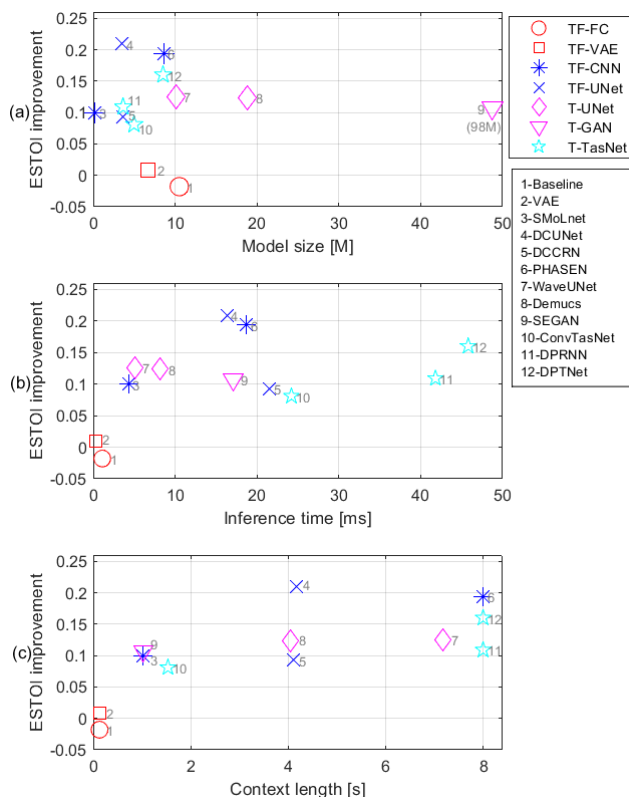 (a)
ESTOI improvement
0.25
0.2
0.15
0.1
0.05
0
-0.05
4
6
12
3
11
5
10
7
8
9
(98M)
2
1
0
10
20
30
40
50
Model size [M]
TF-FC
TF-VAE
TF-CNN
TF-UNet
T-UNet
T-GAN
T-TasNet
1-Baseline
2-VAE
3-SMoLnet
4-DCUNet
5-DCCRN
6-PHASEN
7-WaveUNet
8-Demucs
9-SEGAN
10-ConvTasNet
11-DPRNN
12-DPTNet
(b)
ESTOI improvement
0.25
0.2
0.15
0.1
0.05
0
-0.05
4
6
12
7
8
3
9
5
10
11
2
1
0
10
20
30
40
50
Inference time [ms]
(c)
ESTOI improvement
0.25
0.2
0.15
0.1
0.05
0
-0.05
4
6
12
9
3
10
8
5
7
11
2
1
0
2
4
6
8
Context length [s]